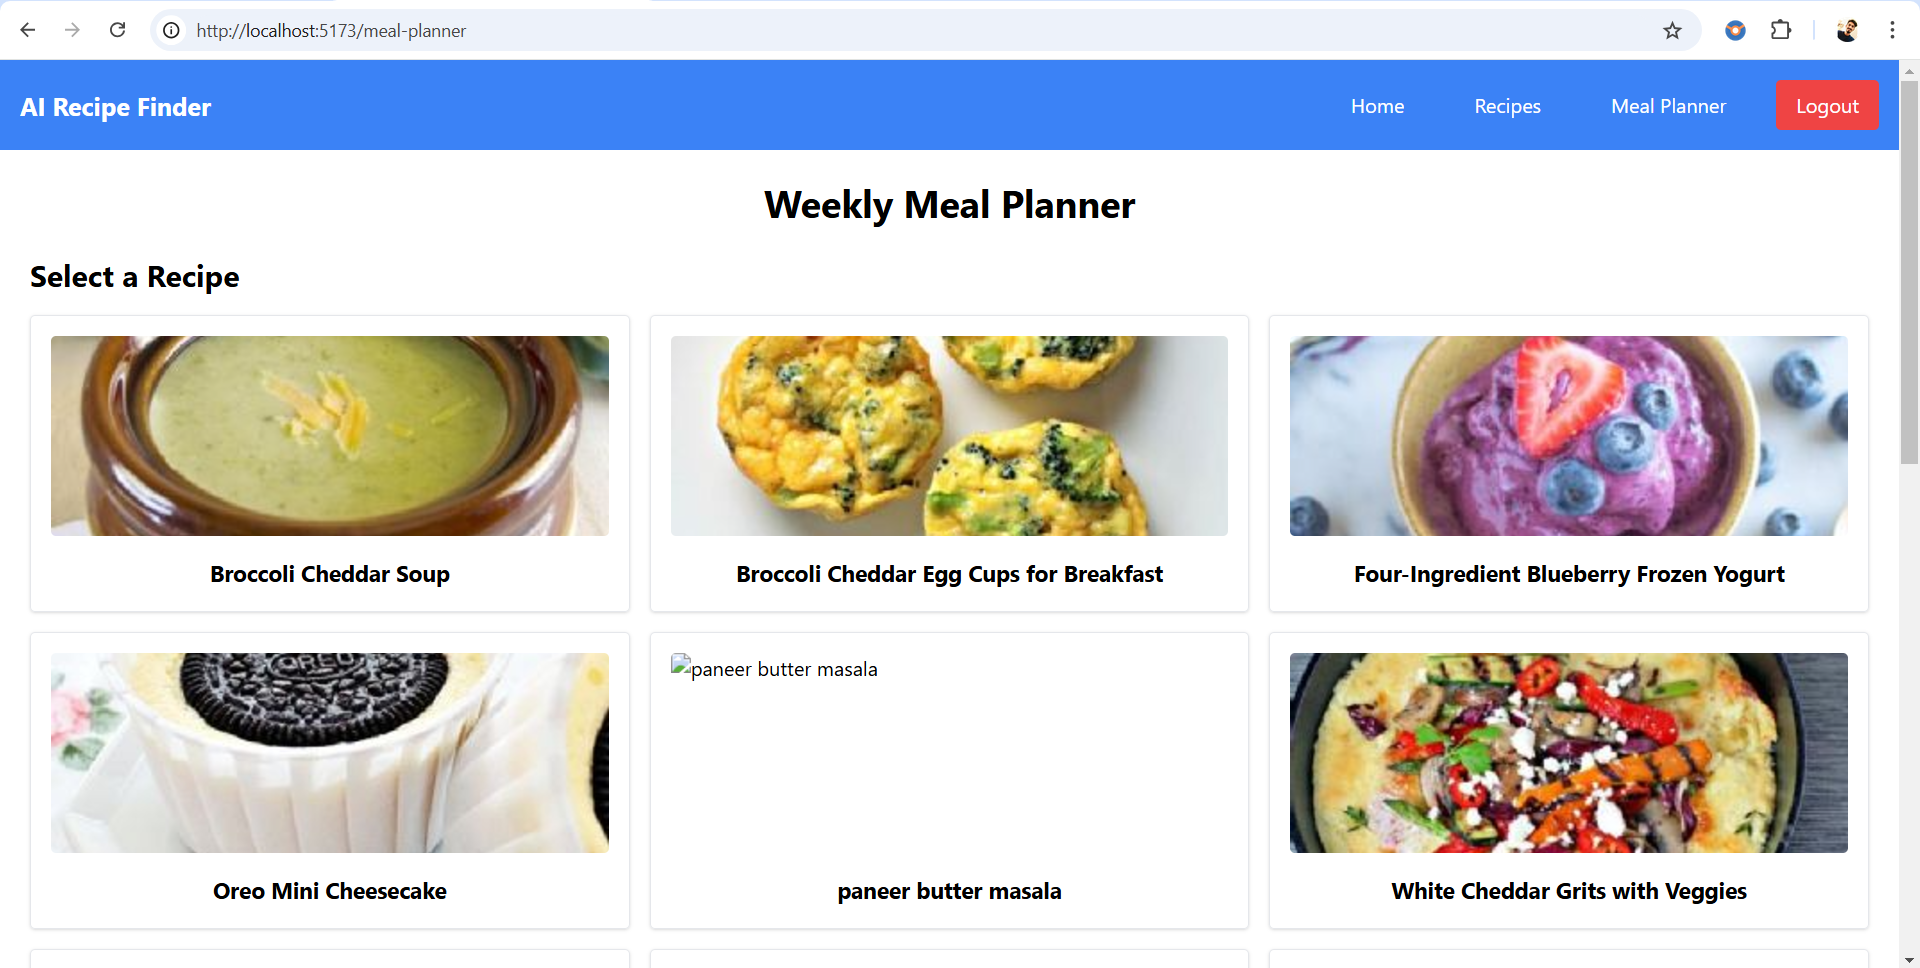 http://localhost:5173/meal-planner
AI Recipe Finder
Home
Recipes
Meal Planner
Logout
Weekly Meal Planner
Select a Recipe
Broccoli Cheddar Soup
Broccoli Cheddar Egg Cups for Breakfast
Four-Ingredient Blueberry Frozen Yogurt
OREO
paneer butter masala
Oreo Mini Cheesecake
paneer butter masala
White Cheddar Grits with Veggies